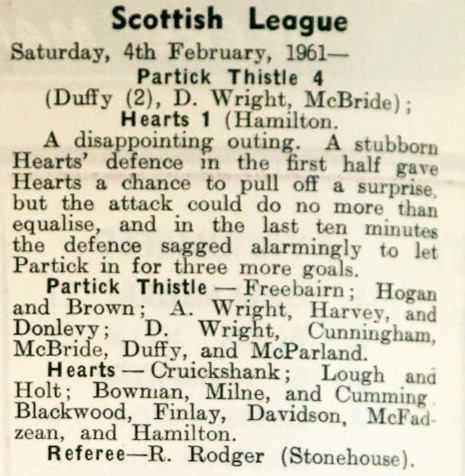 Scottish League
Saturday, 4th February, 1961—
Partick Thistle 4
(Duffy (2), D. Wright, McBride);
Hearts 1 (Hamilton.
A disappointing outing. A stubborn
Hearts' defence in the first half gave
Hearts a chance to pull off a surprise,
but the attack could do no more than
equalise, and in the last ten minutes
the defence sagged alarmingly to let
Partick in for three more goals.
Partick Thistle — Freebairn; Hogan
and Brown; A. Wright, Harvey, and
Donlevy; D. Wright, Cunningham,
McBride, Duffy, and McParland.
Hearts — Cruickshank; Lough and
Holt; Bowman, Milne, and Cumming.
Blackwood, Finlay, Davidson, McFad-
zean, and Hamilton.
Referee—R. Rodger (Stonehouse).